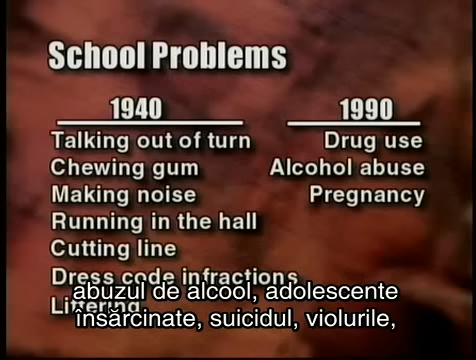 School Problems
1940
1990
Talking out of turn
Drug use
Chewing gum
Alcohol abuse
Making noise
Pregnancy
Running in the hall
Cutting line
Dress code infractions
Littering
abuzul de alcool, adolescente
însărcinate, suicidul, violurile,